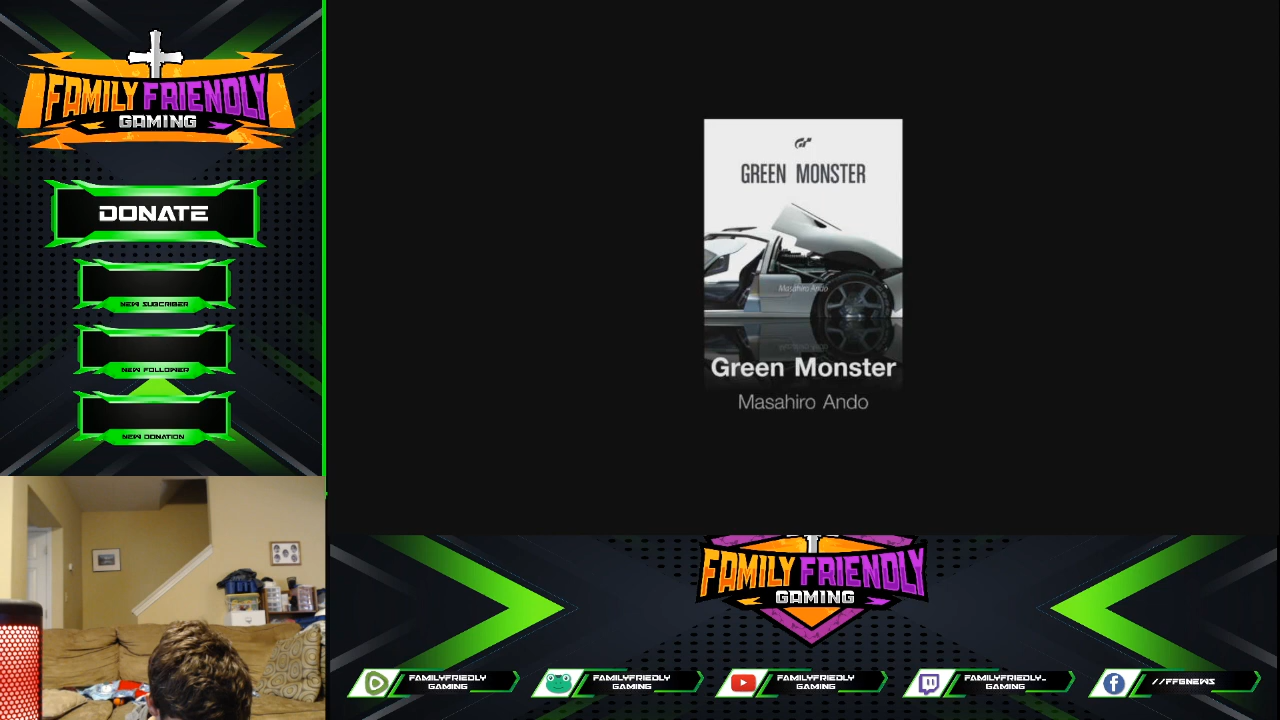 FAMILY FRIENDLY
GAMING
DONATE
NEW SUBCRIBER
NEW FOLLOWER
NEW DONATION
GREEN MONSTER
Masahiro Ando
Green Monster
Masahiro Ando
FAMILY FRIENDLY
GAMING
FAMILYFRIEDLY
GAMING
FAMILYFRIEDLY
GAMING
FAMILYFRIEDLY
GAMING
FAMILYFRIEDLY_
GAMING
//FFGNEWS